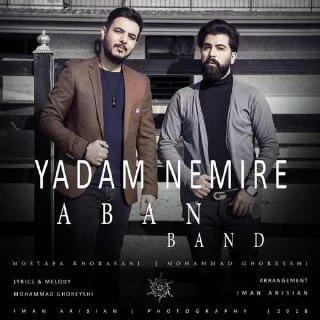 YADAM NEMIRE
ABAN
BAND
MOSTAFA KHORASANI | MOHAMMAD GHOREYSHI
LYRICS & MELODY
MOHAMMAD GHOREYSHI
ARRANGEMENT
IMAN ARISIAN
IMAN ARISIAN | PHOTOGRAPHY | 2018